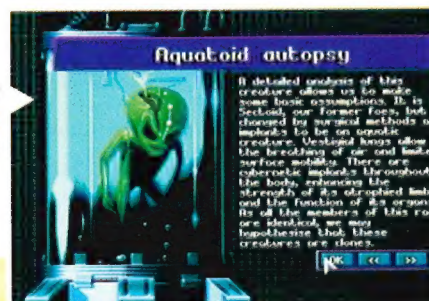 Aquatoid autopsy
A detailed analysis of this
creature allows us to make
some basic assumptions. It is
Sectoid, our former foes, but
changed by surgical methods
implants to be an aquatic
creature. Vestigial lungs allow
the breathing of air and limite
surface mobility. There are
cybernetic implants throughout
the body, enhancing the
strength of its atrophied limb
and the function of its organs
As all the members of this ra
are identical, we may
hypothesise that these
creatures are clones.
OK << >>